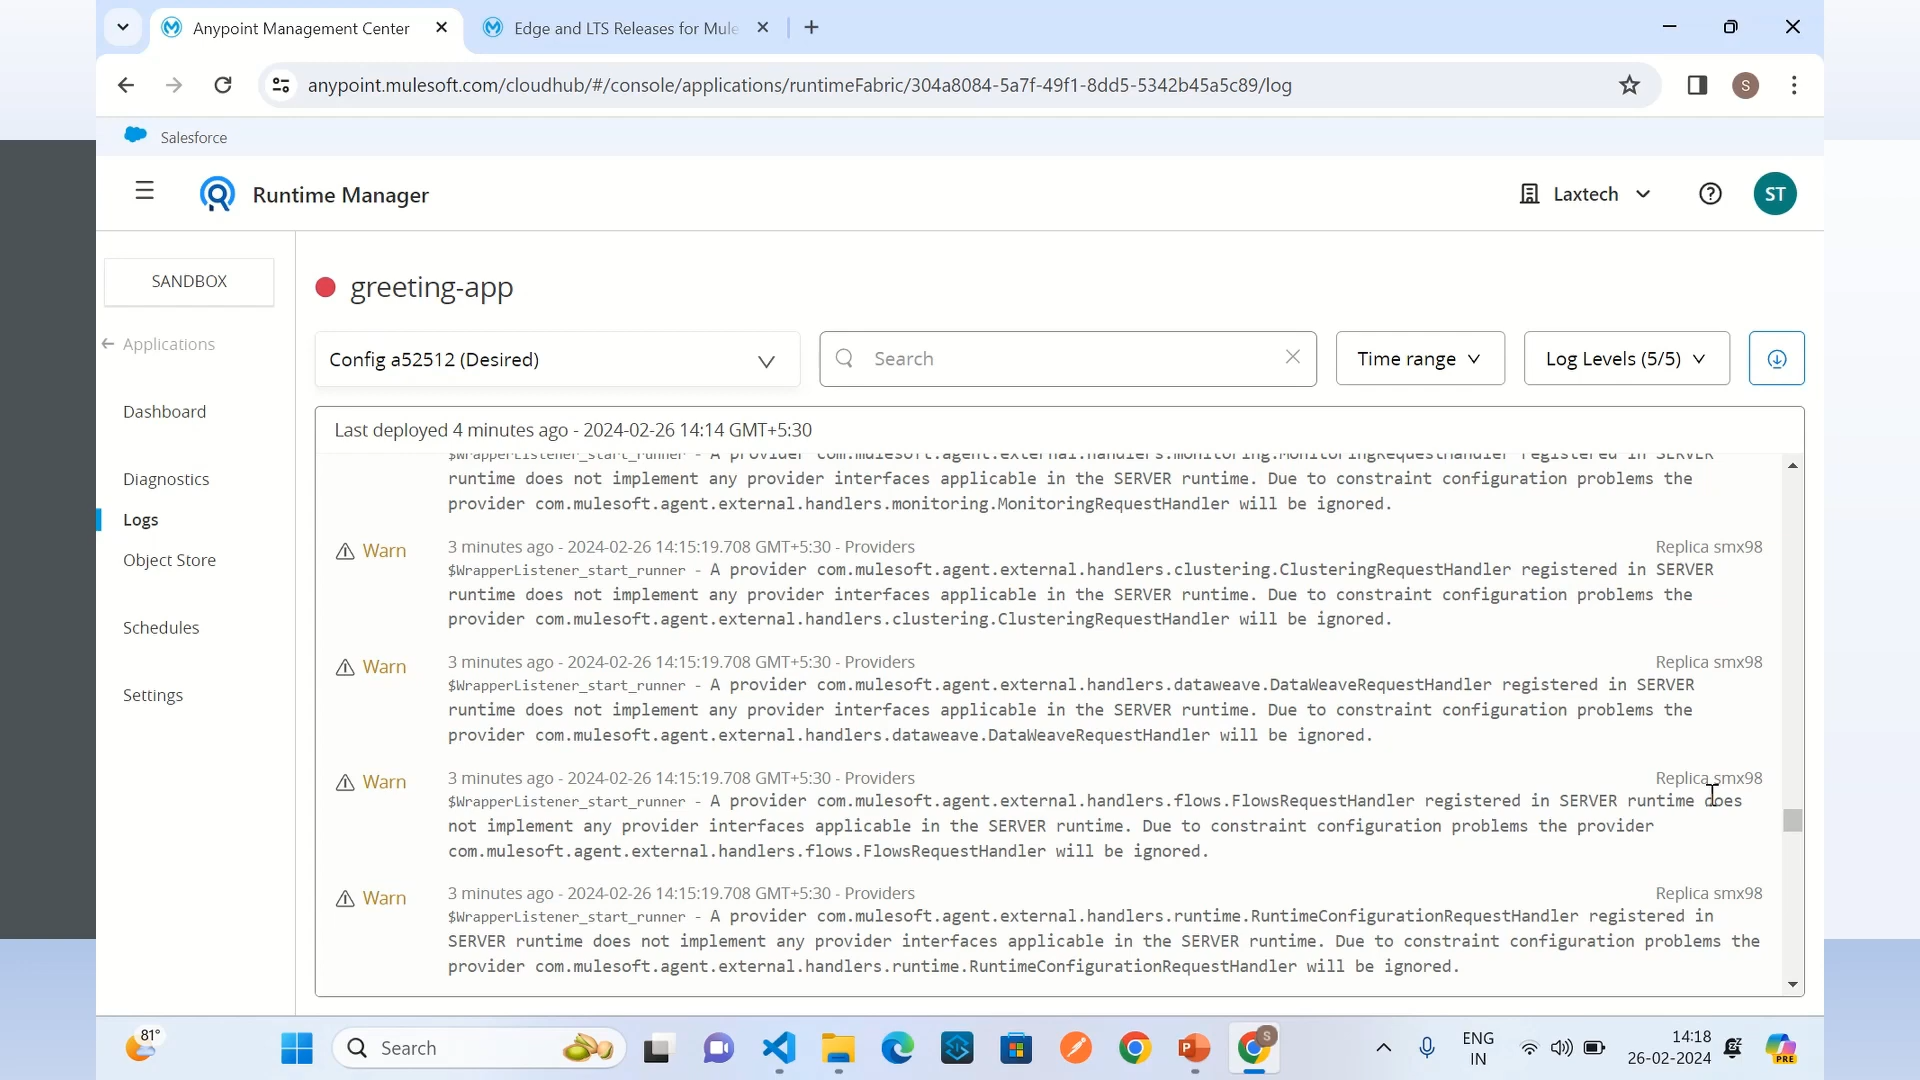 Anypoint Management Center
Edge and LTS Releases for Mule
anypoint.mulesoft.com/cloudhub/#/console/applications/runtimeFabric/304a8084-5a7f-49f1-8dd5-5342b45a5c89/log
S
Salesforce
Runtime Manager
Laxtech
ST
SANDBOX
greeting-app
Applications
Config a52512 (Desired)
Search
Time range
Log Levels (5/5)
Dashboard
Last deployed 4 minutes ago - 2024-02-26 14:14 GMT+5:30
$WrapperListener_start_runner - A provider com.mulesoft.agent.external.handlers.monitoring.MonitoringRequestHandler registered in SERVER
runtime does not implement any provider interfaces applicable in the SERVER runtime. Due to constraint configuration problems the
provider com.mulesoft.agent.external.handlers.monitoring.MonitoringRequestHandler will be ignored.
Diagnostics
Logs
Object Store
Schedules
Settings
Warn
3 minutes ago - 2024-02-26 14:15:19.708 GMT+5:30 - Providers
Replica smx98
$WrapperListener_start_runner - A provider com.mulesoft.agent.external.handlers.clustering.ClusteringRequestHandler registered in SERVER
runtime does not implement any provider interfaces applicable in the SERVER runtime. Due to constraint configuration problems the
provider com.mulesoft.agent.external.handlers.clustering.ClusteringRequestHandler will be ignored.
Warn
3 minutes ago - 2024-02-26 14:15:19.708 GMT+5:30 - Providers
Replica smx98
$WrapperListener_start_runner - A provider com.mulesoft.agent.external.handlers.dataweave.DataWeaveRequestHandler registered in SERVER
runtime does not implement any provider interfaces applicable in the SERVER runtime. Due to constraint configuration problems the
provider com.mulesoft.agent.external.handlers.dataweave.DataWeaveRequestHandler will be ignored.
Warn
3 minutes ago - 2024-02-26 14:15:19.708 GMT+5:30 - Providers
Replica smx98
$WrapperListener_start_runner - A provider com.mulesoft.agent.external.handlers.flows.FlowsRequestHandler registered in SERVER runtime does
not implement any provider interfaces applicable in the SERVER runtime. Due to constraint configuration problems the provider
com.mulesoft.agent.external.handlers.flows.FlowsRequestHandler will be ignored.
Warn
3 minutes ago - 2024-02-26 14:15:19.708 GMT+5:30 - Providers
Replica smx98
$WrapperListener_start_runner - A provider com.mulesoft.agent.external.handlers.runtime.RuntimeConfigurationRequestHandler registered in
SERVER runtime does not implement any provider interfaces applicable in the SERVER runtime. Due to constraint configuration problems the
provider com.mulesoft.agent.external.handlers.runtime.RuntimeConfigurationRequestHandler will be ignored.
81°
Search
S
ENG
IN
14:18
26-02-2024
PRE